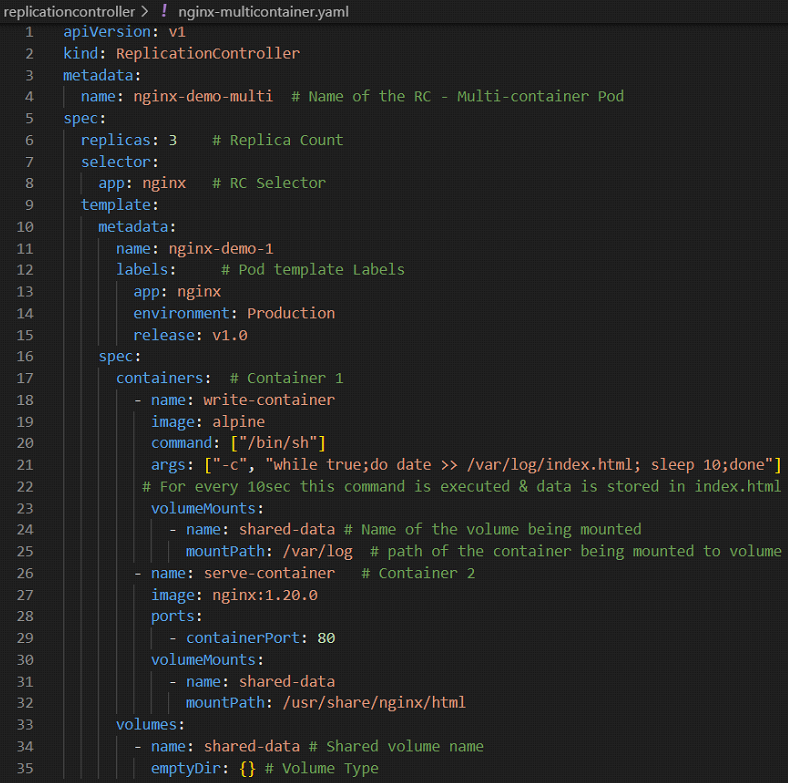 replicationcontroller > ! nginx-multicontainer.yaml
1 apiVersion: v1
2 kind: ReplicationController
3 metadata:
4   name: nginx-demo-multi  # Name of the RC - Multi-container Pod
5 spec:
6   replicas: 3    # Replica Count
7   selector:
8     app: nginx   # RC Selector
9   template:
10     metadata:
11       name: nginx-demo-1
12       labels:     # Pod template Labels
13         app: nginx
14         environment: Production
15         release: v1.0
16     spec:
17       containers:  # Container 1
18         - name: write-container
19           image: alpine
20           command: ["/bin/sh"]
21           args: ["-c", "while true;do date >> /var/log/index.html; sleep 10;done"]
22          # For every 10sec this command is executed & data is stored in index.html
23           volumeMounts:
24             - name: shared-data # Name of the volume being mounted
25               mountPath: /var/log  # path of the container being mounted to volume
26         - name: serve-container   # Container 2
27           image: nginx:1.20.0
28           ports:
29             - containerPort: 80
30           volumeMounts:
31             - name: shared-data
32               mountPath: /usr/share/nginx/html
33       volumes:
34         - name: shared-data # Shared volume name
35           emptyDir: {} # Volume Type